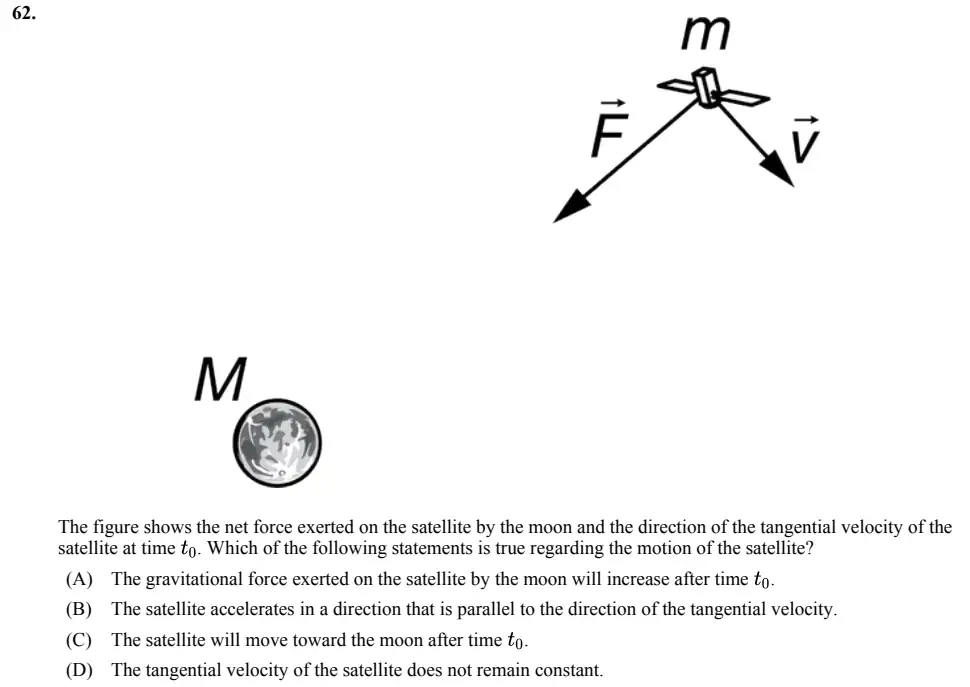 62.
m
F
v
M
The figure shows the net force exerted on the satellite by the moon and the direction of the tangential velocity of the
satellite at time t₀. Which of the following statements is true regarding the motion of the satellite?
(A) The gravitational force exerted on the satellite by the moon will increase after time t₀.
(B) The satellite accelerates in a direction that is parallel to the direction of the tangential velocity.
(C) The satellite will move toward the moon after time t₀.
(D) The tangential velocity of the satellite does not remain constant.